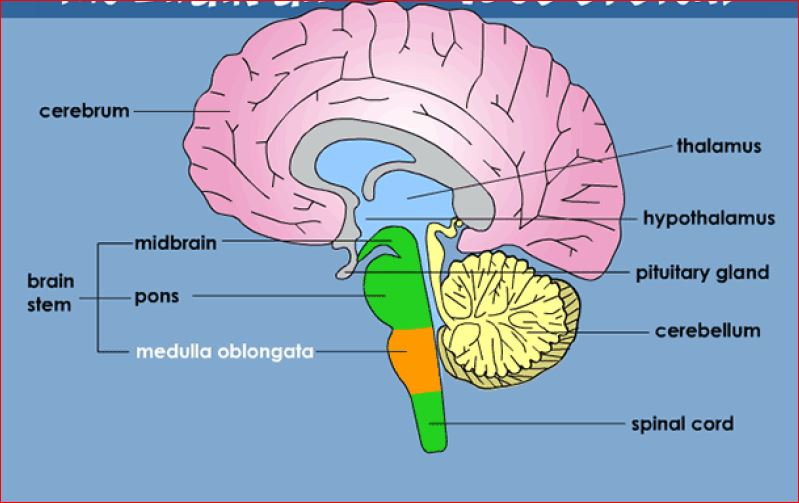 cerebrum
thalamus
hypothalamus
midbrain
pituitary gland
brain
stem
pons
cerebellum
medulla oblongata
spinal cord